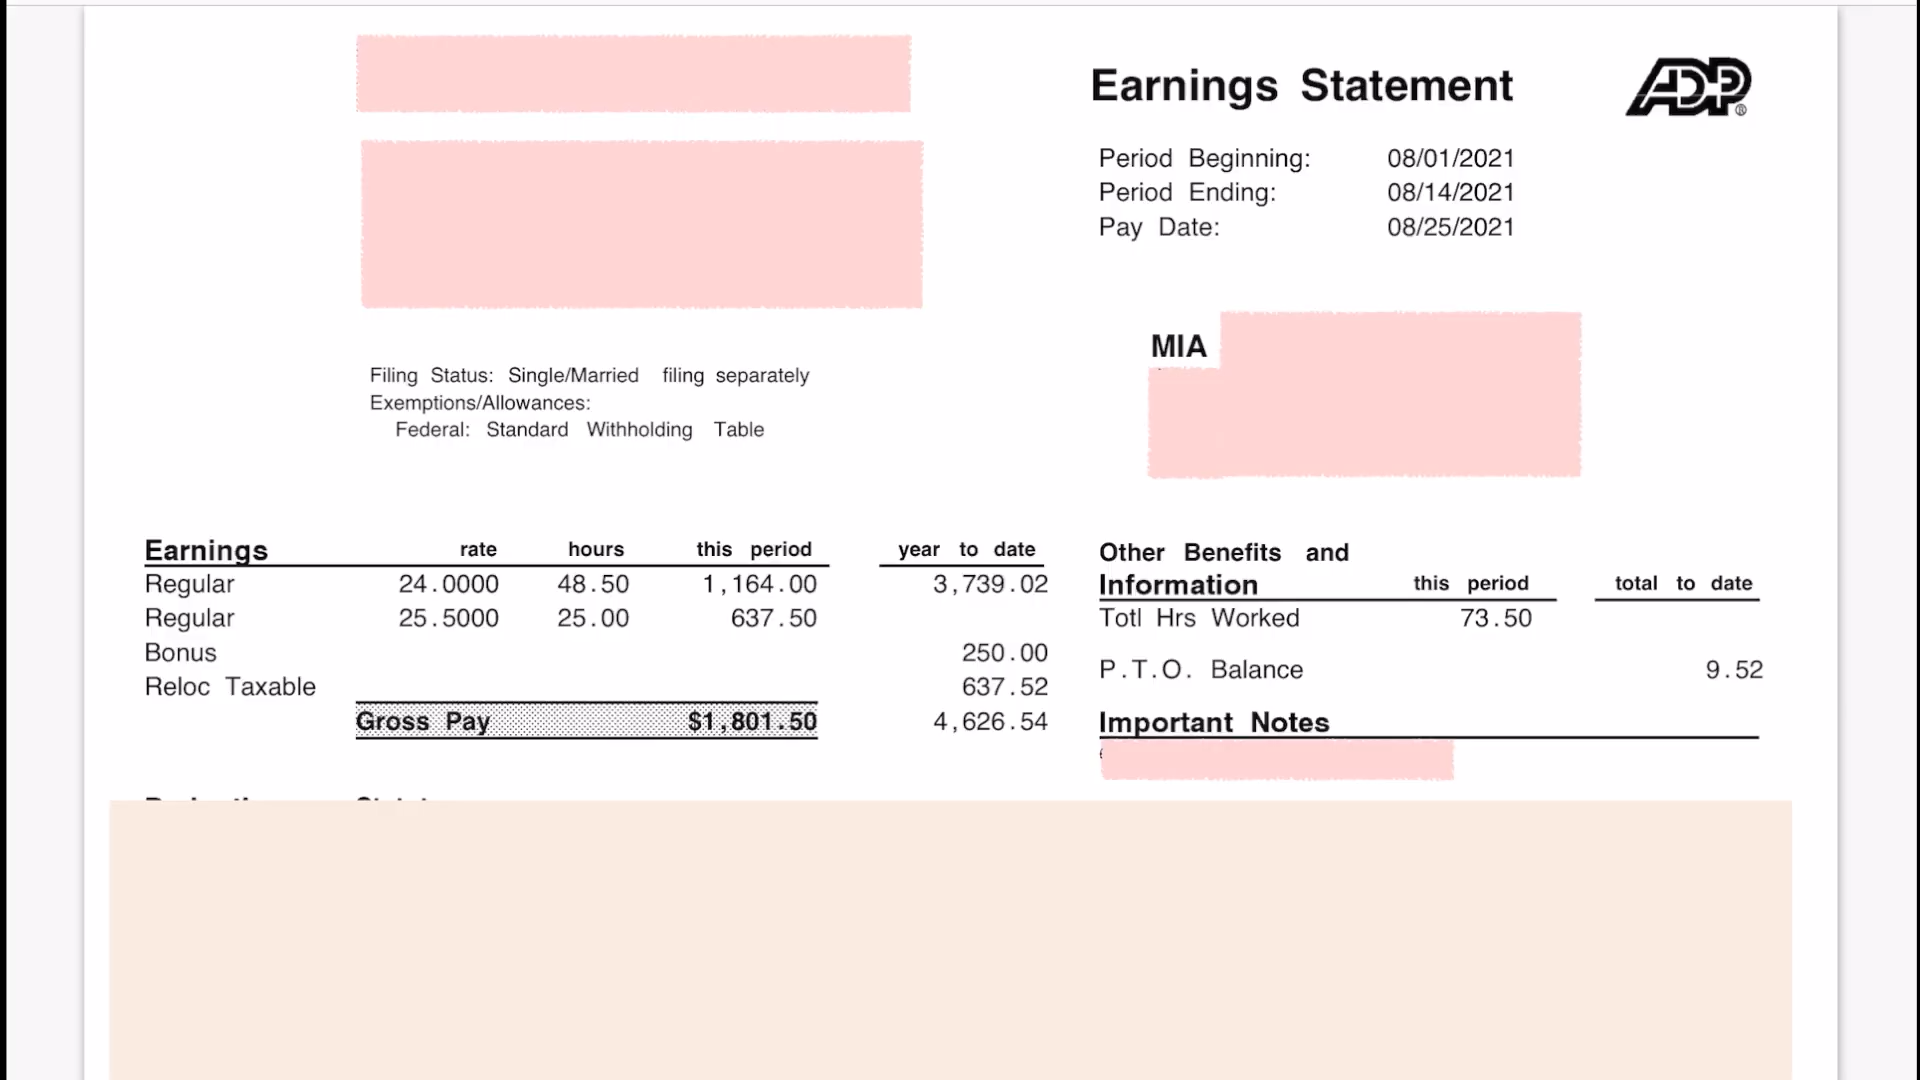 Earnings Statement
ADP®
Period Beginning: 08/01/2021
Period Ending: 08/14/2021
Pay Date: 08/25/2021
MIA
Filing Status: Single/Married filing separately
Exemptions/Allowances:
Federal: Standard Withholding Table
Earnings rate hours this period year to date
Regular 24.0000 48.50 1,164.00 3,739.02
Regular 25.5000 25.00 637.50
Bonus 250.00
Reloc Taxable 637.52
Gross Pay $1,801.50 4,626.54
Other Benefits and
Information this period total to date
Totl Hrs Worked 73.50
P.T.O. Balance 9.52
Important Notes